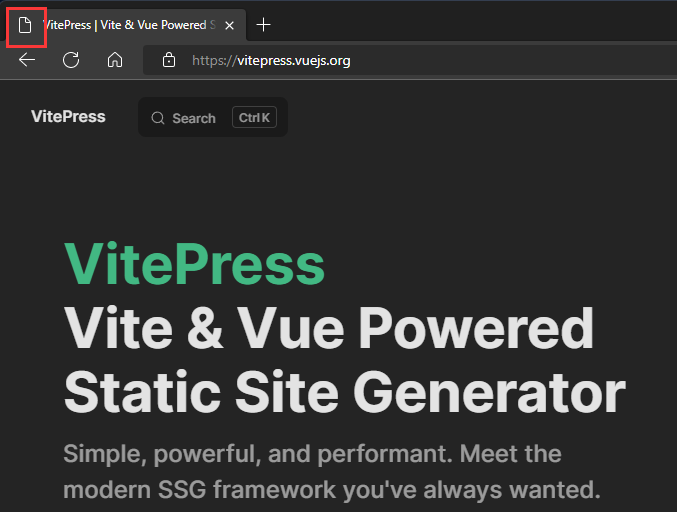 VitePress | Vite & Vue Powered S
https://vitepress.vuejs.org
VitePress
Search
Ctrl K
VitePress
Vite & Vue Powered
Static Site Generator
Simple, powerful, and performant. Meet the
modern SSG framework you've always wanted.